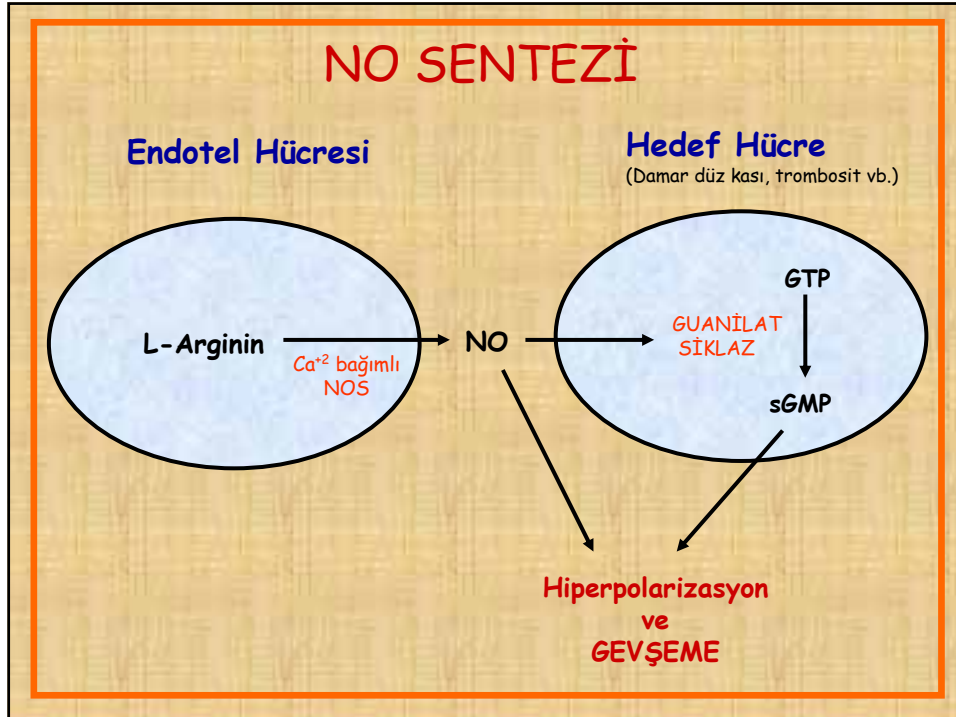 NO SENTEZİ
Endotel Hücresi
Hedef Hücre
(Damar düz kası, trombosit vb.)
L-Arginin
Ca+2 bağımlı
NOS
NO
GUANİLAT
SİKLAZ
GTP
sGMP
Hiperpolarizasyon
ve
GEVŞEME